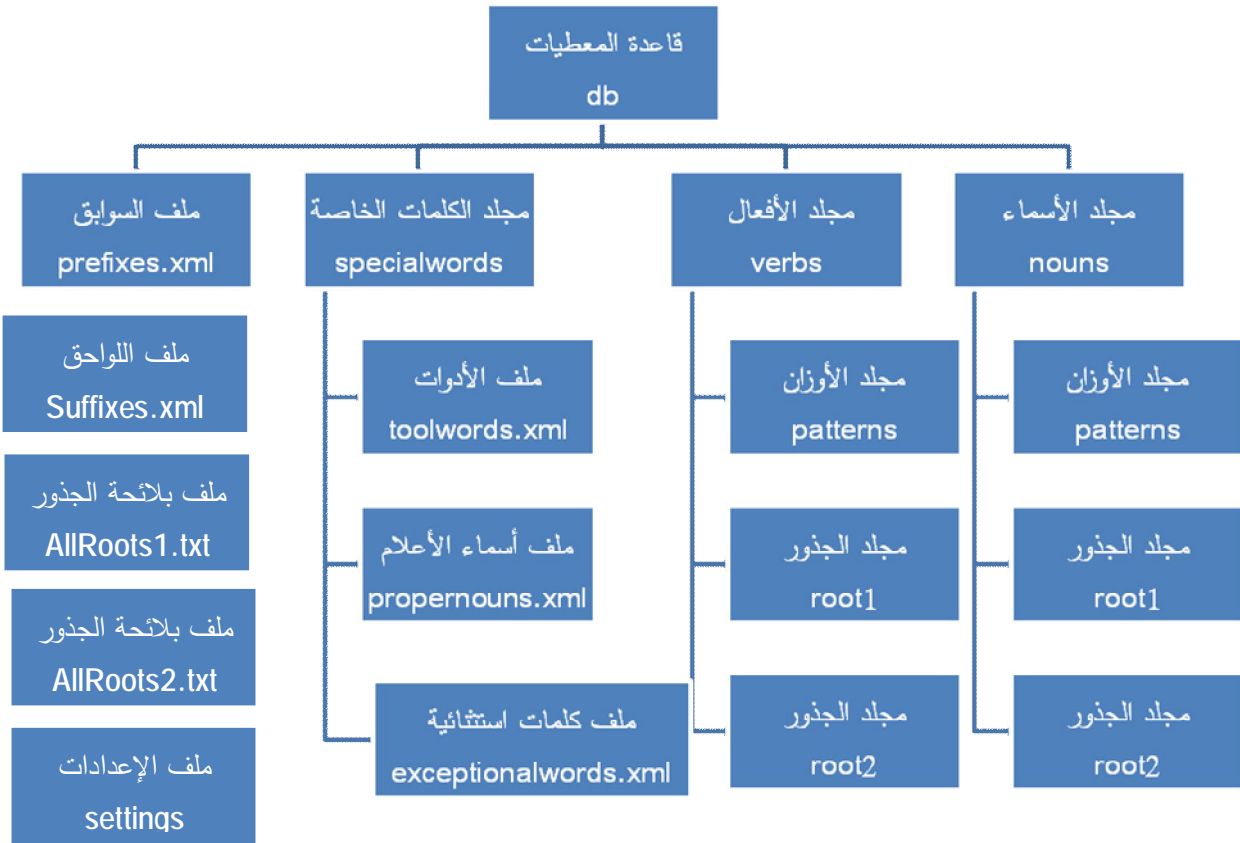 قاعدة المعطيات
db
مجلد الأسماء
nouns
مجلد الأفعال
verbs
مجلد الكلمات الخاصة
specialwords
ملف السوابق
prefixes.xml
مجلد الأوزان
patterns
مجلد الجذور
root1
مجلد الجذور
root2
مجلد الأوزان
patterns
مجلد الجذور
root1
مجلد الجذور
root2
ملف الأدوات
toolwords.xml
ملف أسماء الأعلام
propernouns.xml
ملف كلمات استثنائية
exceptionalwords.xml
ملف اللواحق
Suffixes.xml
ملف بلائحة الجذور
AllRoots1.txt
ملف بلائحة الجذور
AllRoots2.txt
ملف الإعدادات
settings